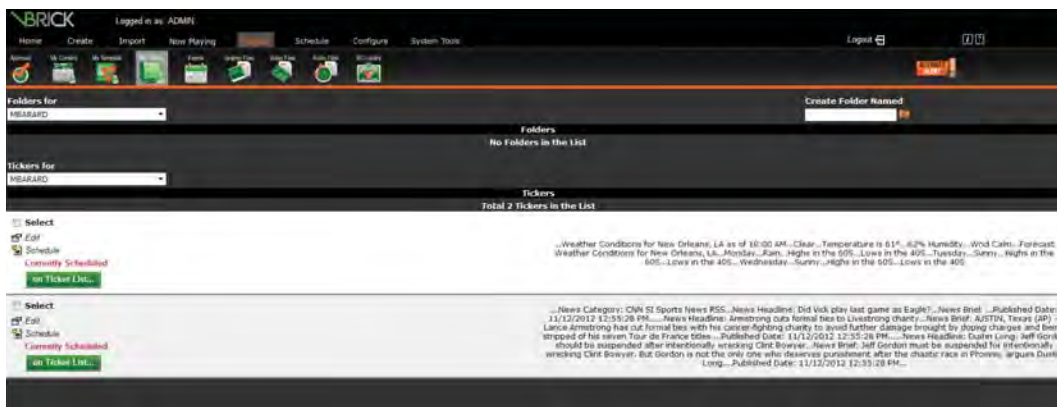 VBRICK
Logged in as: ADMIN
Home Create Import Now Playing Schedule Configure System Tools
Logout
My Content
Create Folder Named
Folders for
MBARARD
Folders
No Folders in the List
Tickers for
MBARARD
Tickers
Total 2 Tickers in the List
Select
Edit
Schedule
Currently Scheduled
on Ticker List...
...Weather Conditions for New Orleans, LA as of 10:00 AM...Clear...Temperature is 61°...62% Humidity...Wind Calm...Forecast
Weather Conditions for New Orleans, LA...Monday...Rain...Highs in the 60S...Lows in the 40S...Tuesday...Sunny...Highs in the
60S...Lows in the 40S...Wednesday...Sunny...Highs in the 60S...Lows in the 40S
Select
Edit
Schedule
Currently Scheduled
on Ticker List...
...News Category: CNN SI Sports News RSS...News Headline: Did Vick play last game as Eagle?...News Brief: ...Published Date:
11/12/2012 12:55:28 PM.....News Headline: Armstrong cuts formal ties to Livestrong charity...News Brief: AUSTIN, Texas (AP) -
Lance Armstrong has cut formal ties with his cancer-fighting charity to avoid further damage brought by doping charges and bei
stripped of his seven Tour de France titles....Published Date: 11/12/2012 12:55:28 PM.....News Headline: Dustin Long: Jeff Gord
should be suspended after intentionally wrecking Clint Bowyer...News Brief: Jeff Gordon must be suspended for intentionally
wrecking Clint Bowyer. But Gordon is not the only one who deserves punishment after the chaotic race in Phoenix, argues Dusti
Long....Published Date: 11/12/2012 12:55:28 PM...